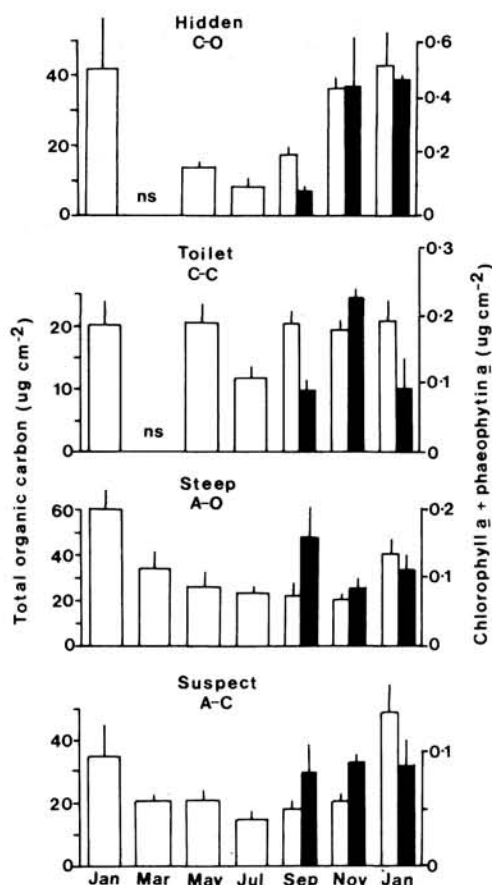 Hidden
C-O
40
20
0
0·6
0·4
0·2
0
ns
Toilet
C-C
20
10
0
0·3
0·2
0·1
0
ns
Steep
A-O
60
40
20
0
0·2
0·1
0
Suspect
A-C
40
20
0
0·1
0
Jan Mar May Jul Sep Nov Jan
Total organic carbon (ug cm-2)
Chlorophyll a + phaeophytin a (ug cm-2)